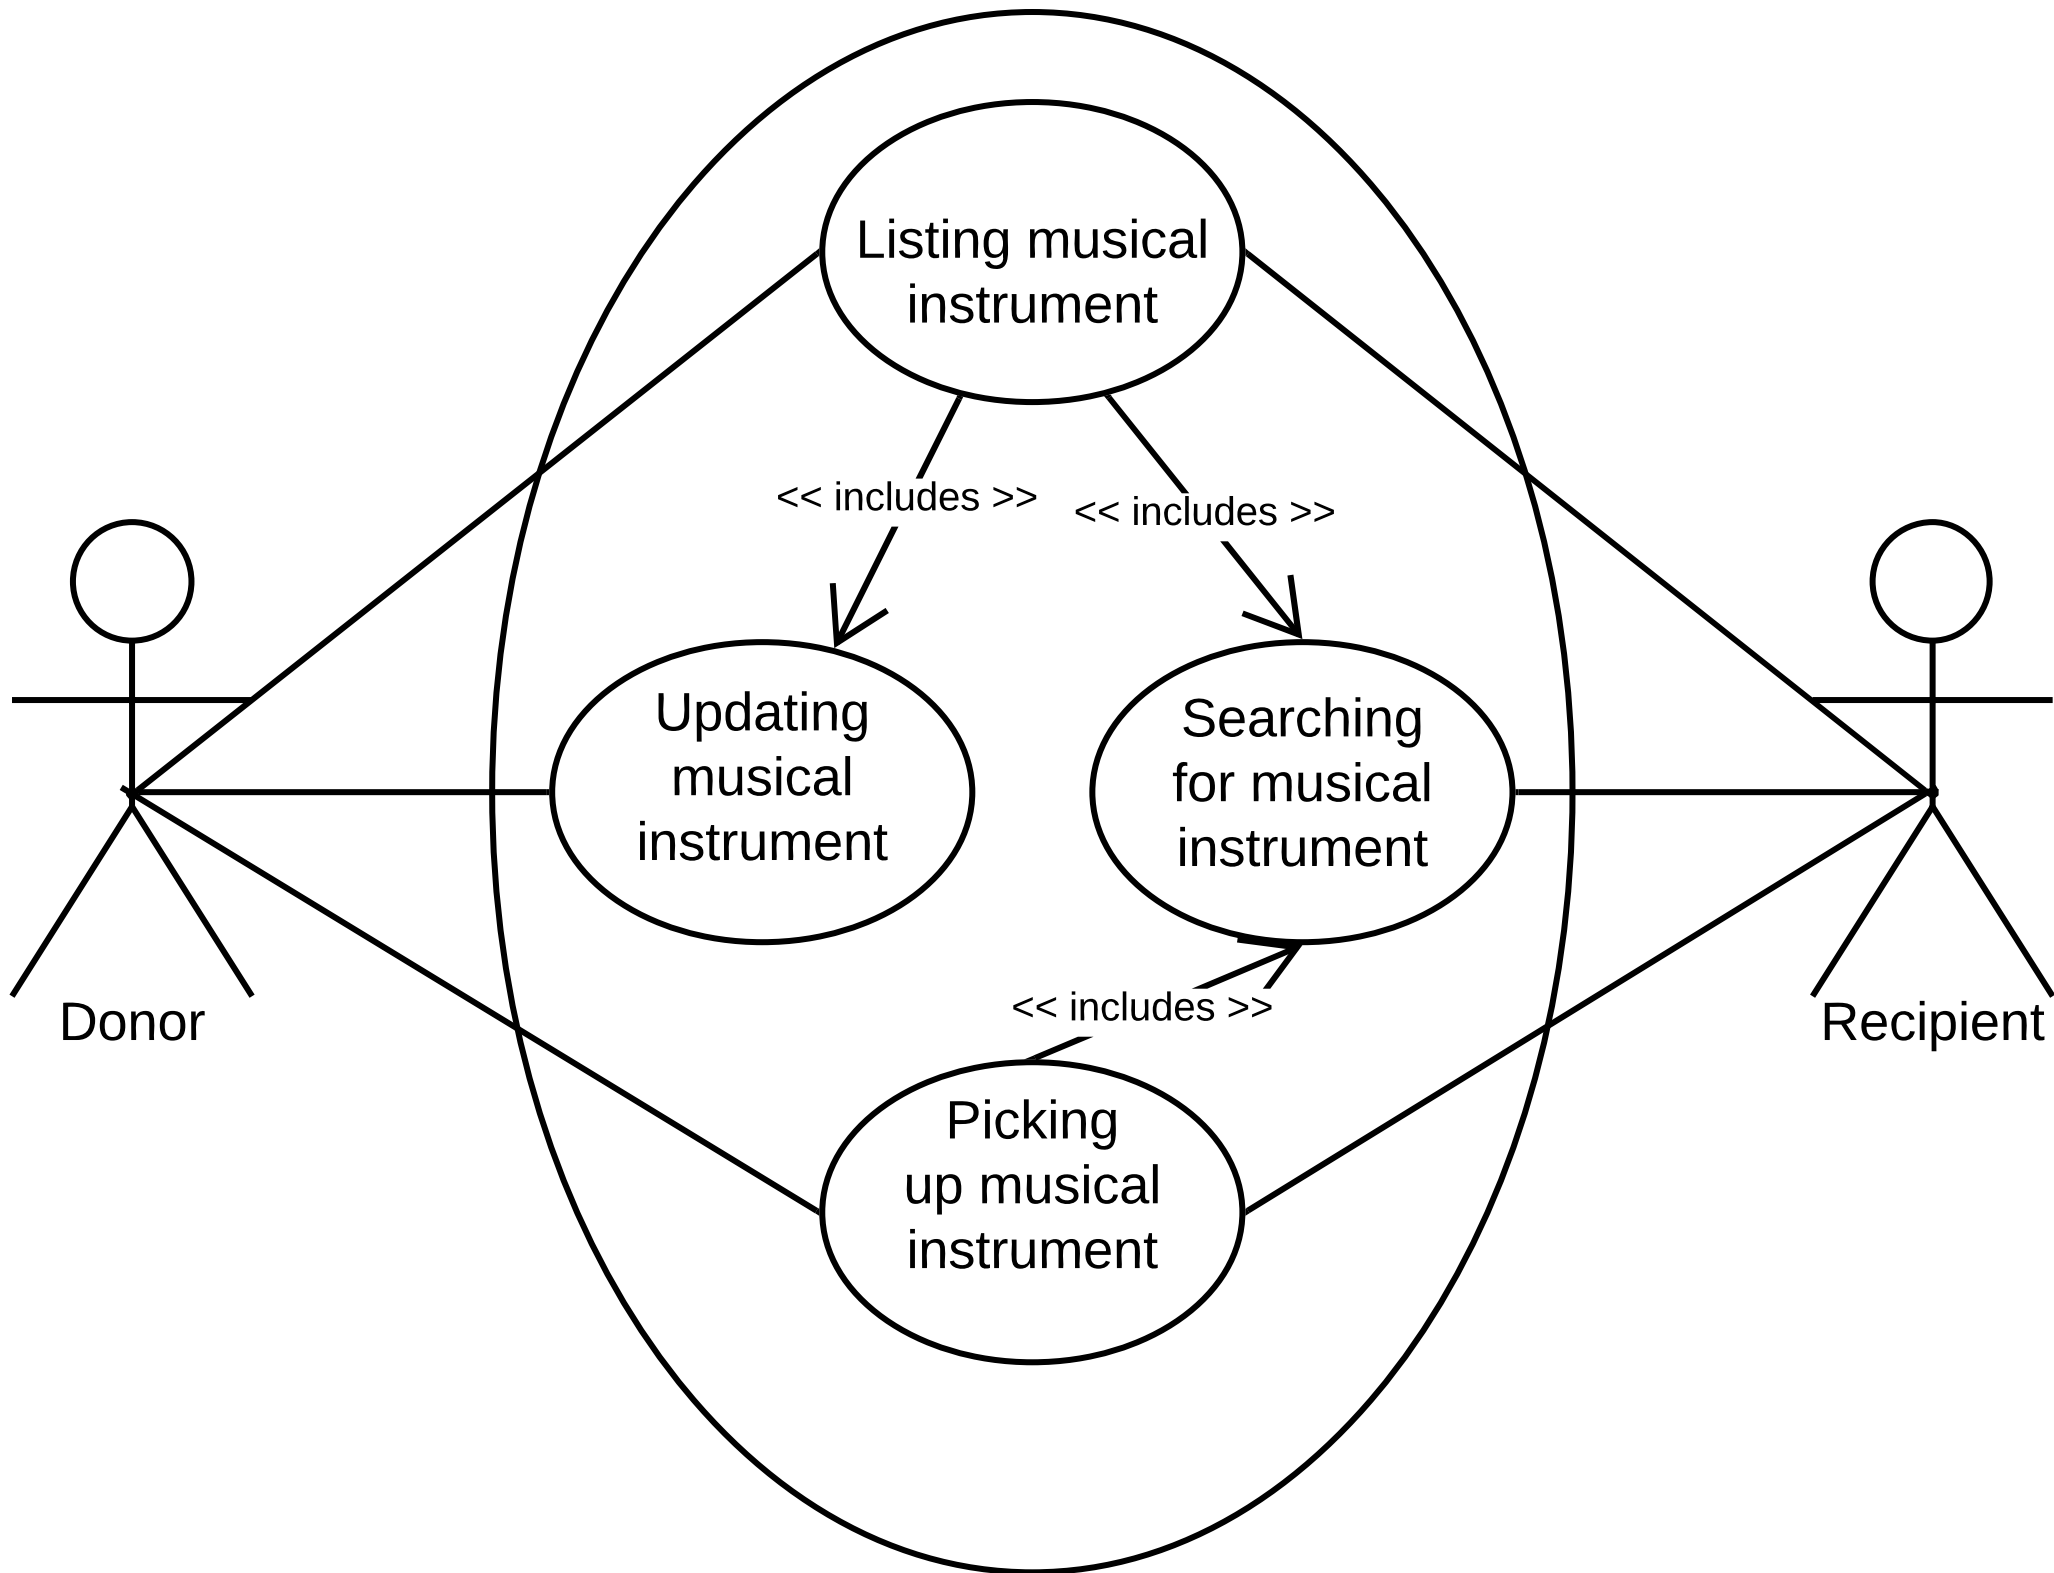 Listing musical
instrument
<< includes >>
<< includes >>
Updating
musical
instrument
Searching
for musical
instrument
<< includes >>
Donor
Recipient
Picking
up musical
instrument